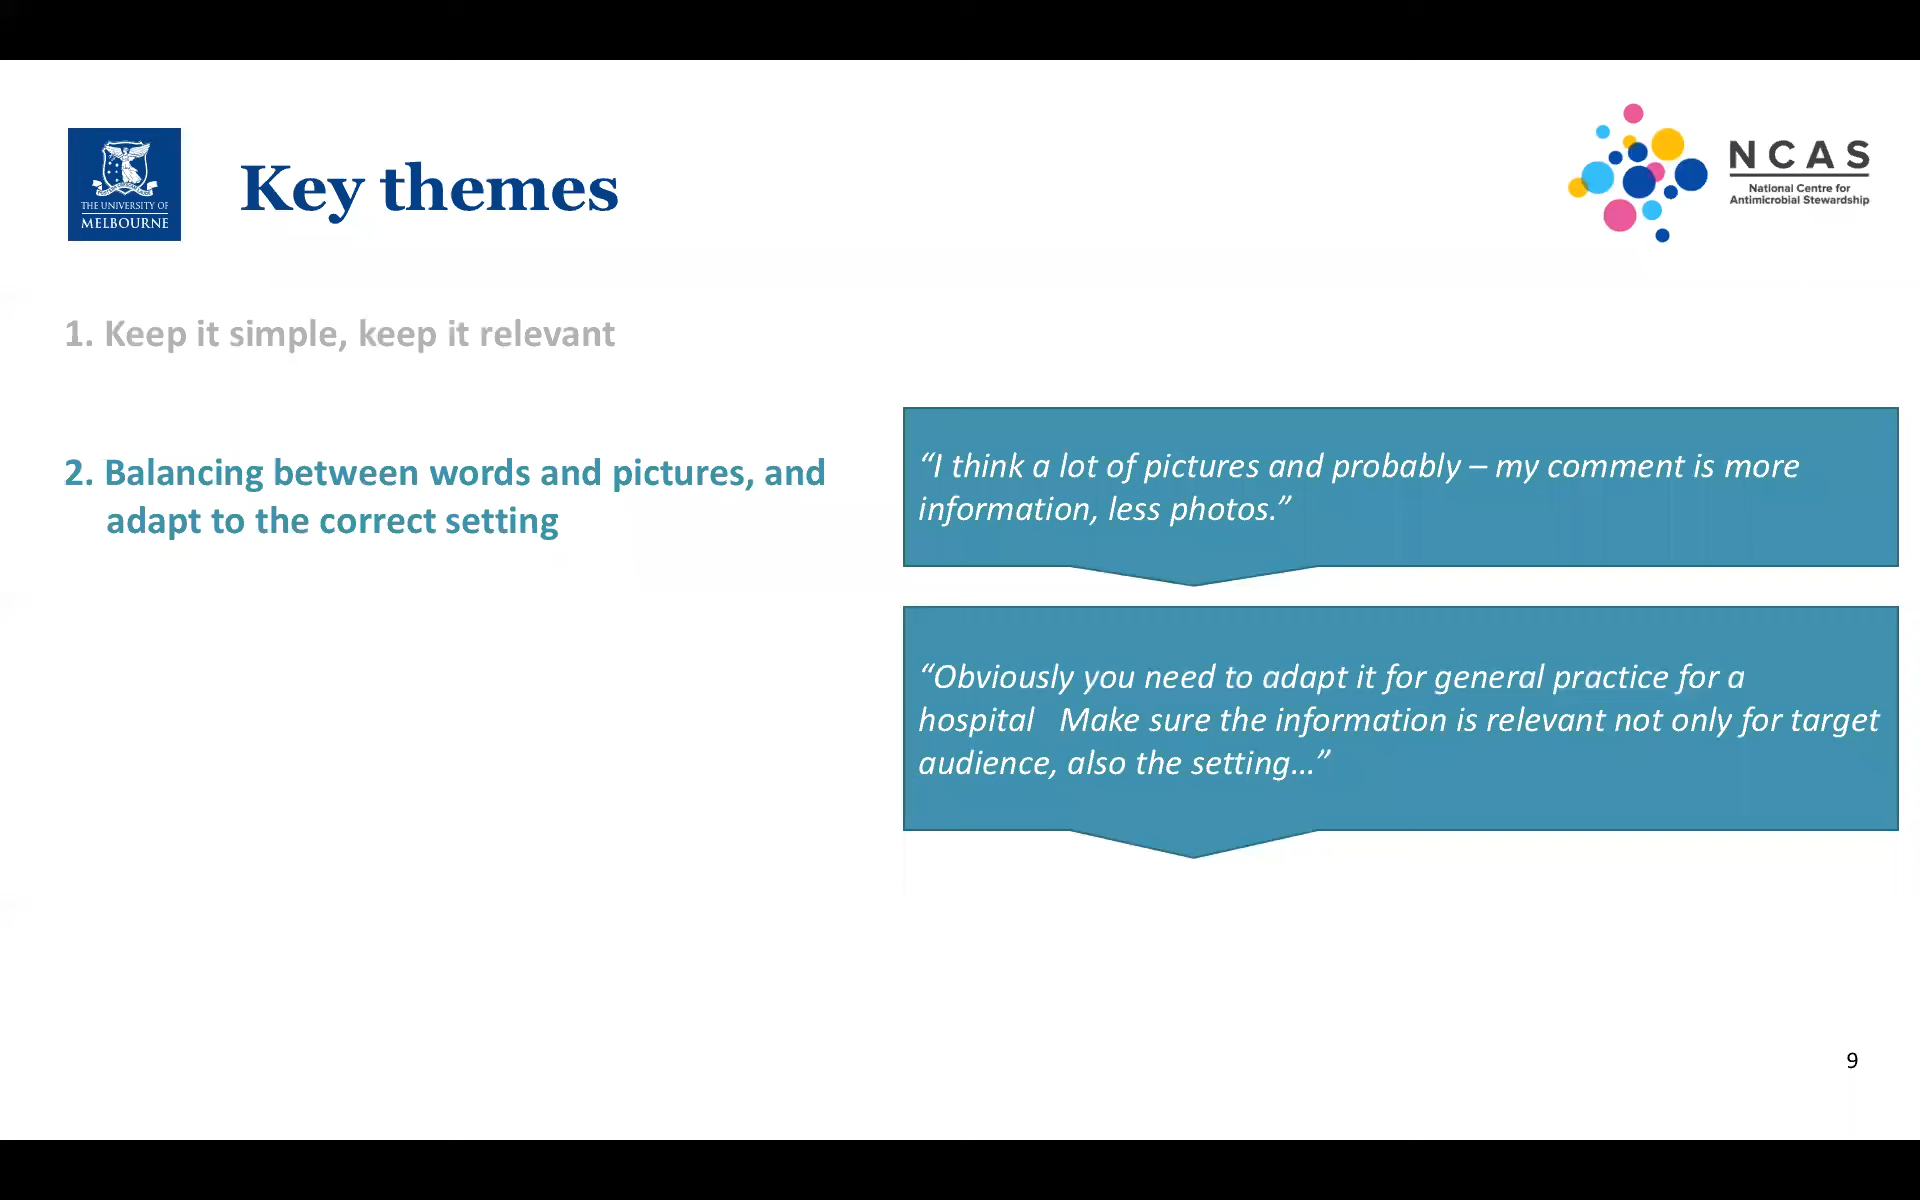 THE UNIVERSITY OF
MELBOURNE
Key themes
NCAS
National Centre for
Antimicrobial Stewardship
1. Keep it simple, keep it relevant
2. Balancing between words and pictures, and
adapt to the correct setting
“I think a lot of pictures and probably – my comment is more
information, less photos.”
“Obviously you need to adapt it for general practice for a
hospital   Make sure the information is relevant not only for target
audience, also the setting…”
9